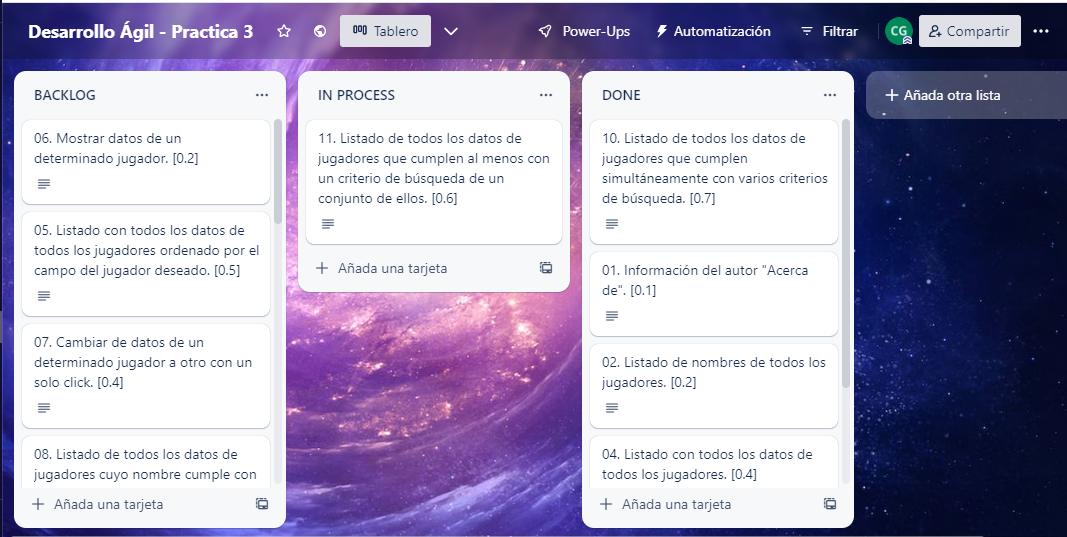 Desarrollo Ágil - Practica 3
Tablero
Power-Ups
Automatización
Filtrar
CG
Compartir
BACKLOG
06. Mostrar datos de un
determinado jugador. [0.2]
05. Listado con todos los datos de
todos los jugadores ordenado por el
campo del jugador deseado. [0.5]
07. Cambiar de datos de un
determinado jugador a otro con un
solo click. [0.4]
08. Listado de todos los datos de
jugadores cuyo nombre cumple con
+ Añada una tarjeta
IN PROCESS
11. Listado de todos los datos de
jugadores que cumplen al menos con
un criterio de búsqueda de un
conjunto de ellos. [0.6]
+ Añada una tarjeta
DONE
10. Listado de todos los datos de
jugadores que cumplen
simultáneamente con varios criterios
de búsqueda. [0.7]
01. Información del autor "Acerca
de". [0.1]
02. Listado de nombres de todos los
jugadores. [0.2]
04. Listado con todos los datos de
todos los jugadores. [0.4]
+ Añada una tarjeta
+ Añada otra lista